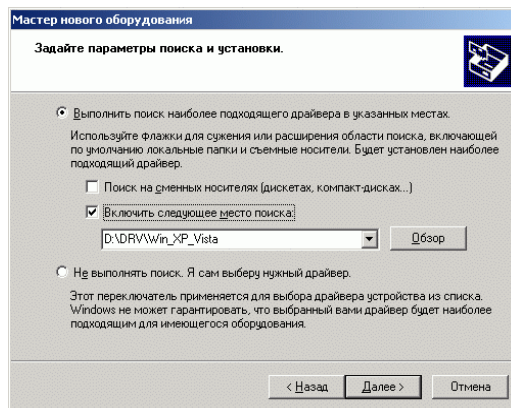 Мастер нового оборудования
Задайте параметры поиска и установки.
Выполнить поиск наиболее подходящего драйвера в указанных местах.
Используйте флажки для сужения или расширения области поиска, включающей
по умолчанию локальные папки и съемные носители. Будет установлен наиболее
подходящий драйвер.
Поиск на сменных носителях (дискетах, компакт-дисках...)
Включить следующее место поиска:
D:\DRV\Win_XP_Vista
Обзор
Не выполнять поиск. Я сам выберу нужный драйвер.
Этот переключатель применяется для выбора драйвера устройства из списка.
Windows не может гарантировать, что выбранный вами драйвер будет наиболее
подходящим для имеющегося оборудования.
< Назад Далее > Отмена